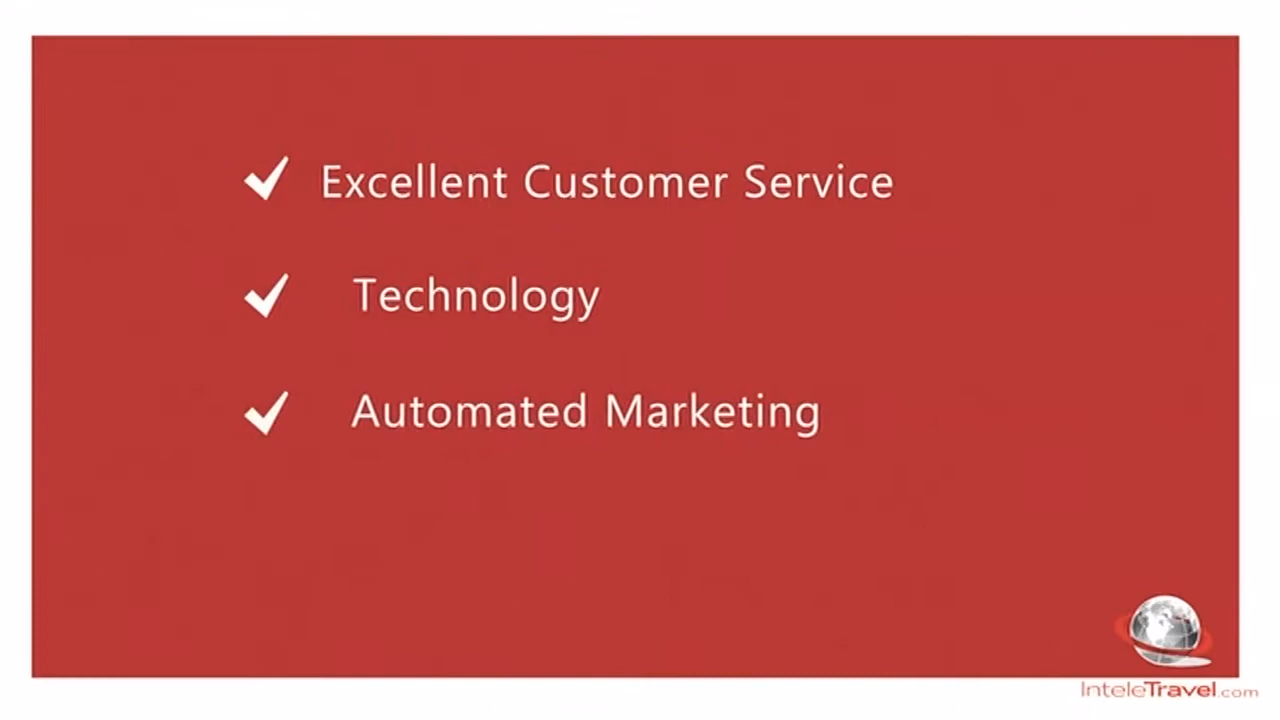 Excellent Customer Service
Technology
Automated Marketing
InteleTravel.com